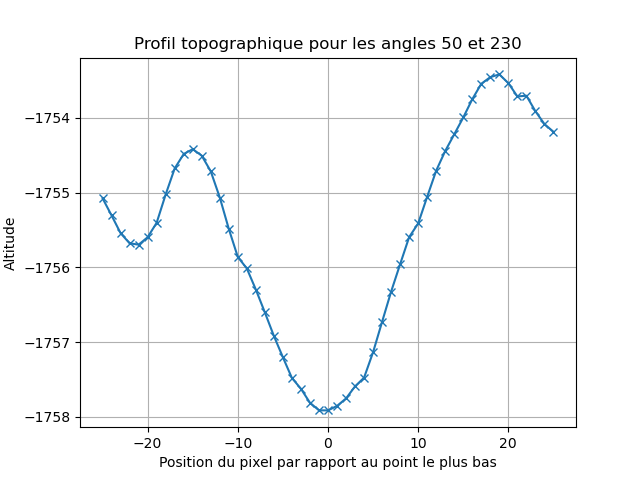 Profil topographique pour les angles 50 et 230
Altitude
−1754
−1755
−1756
−1757
−1758
−20 −10 0 10 20
Position du pixel par rapport au point le plus bas